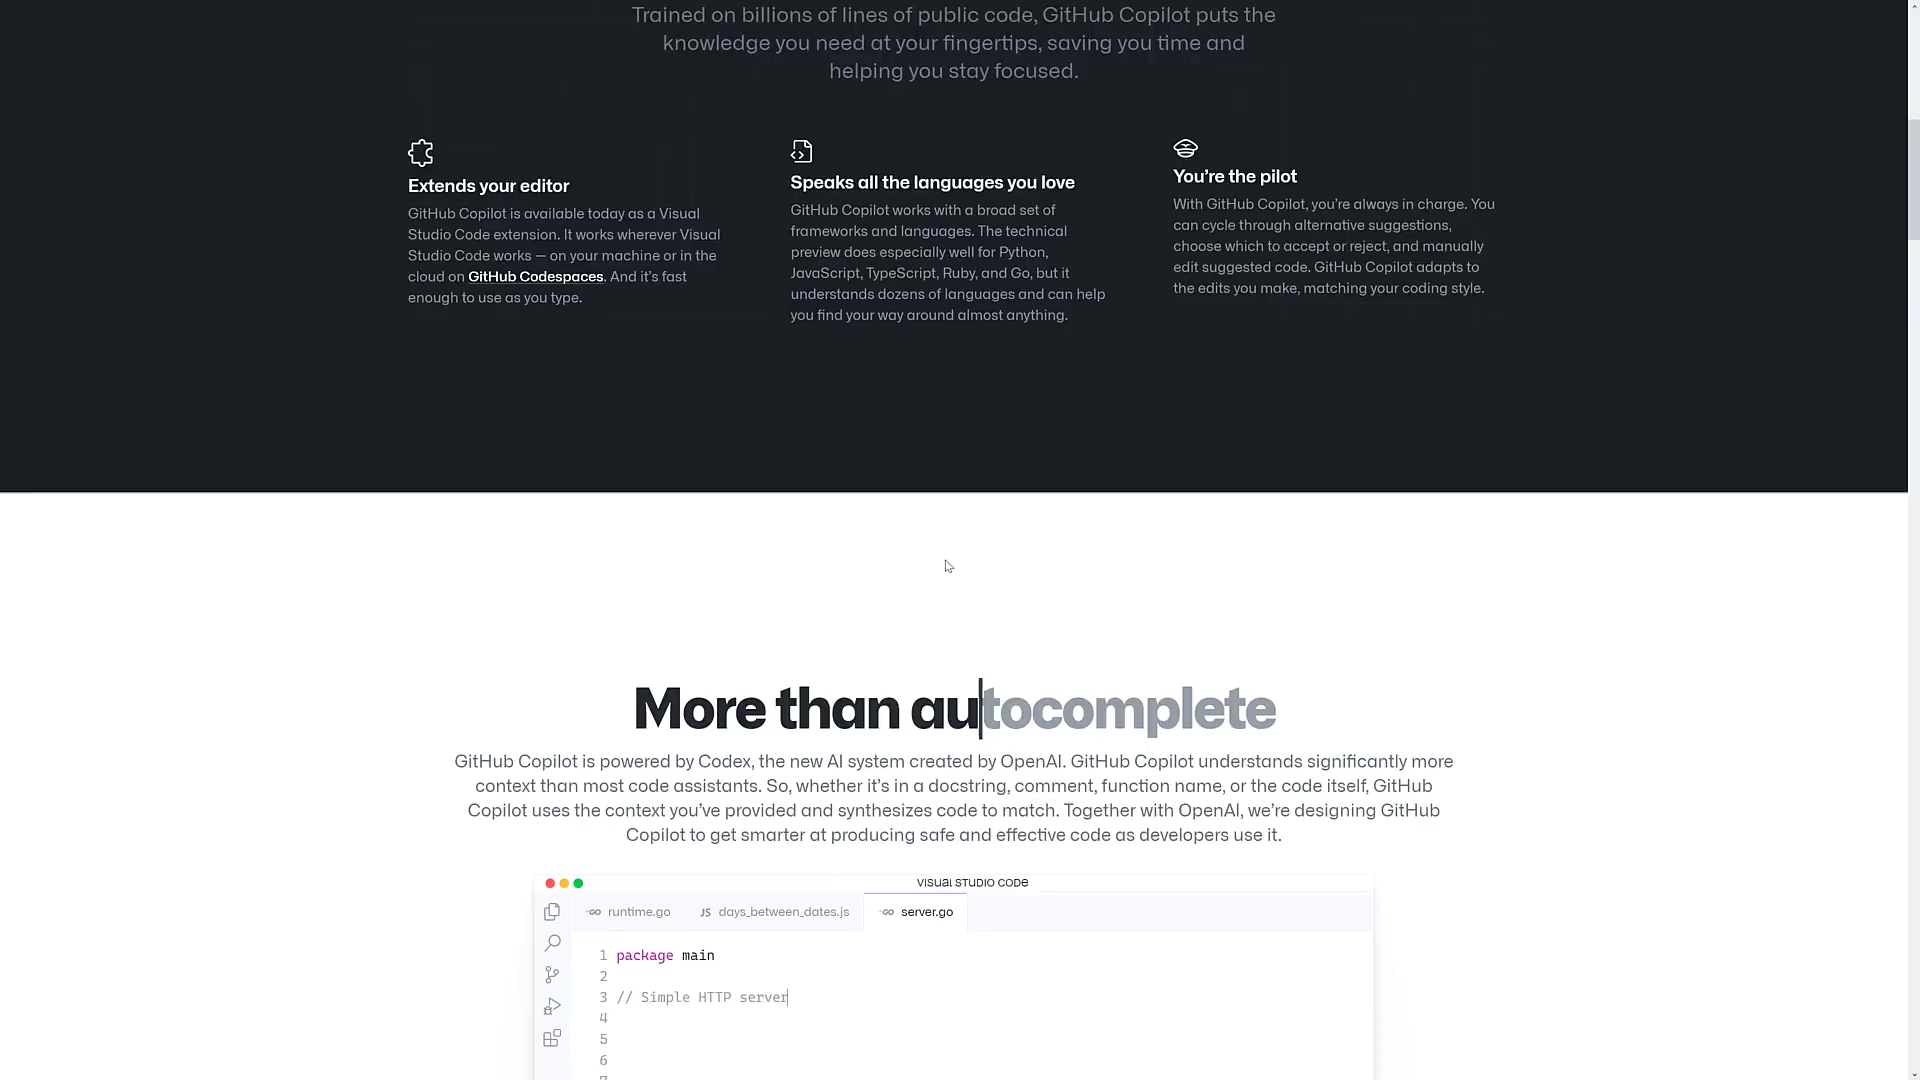 Trained on billions of lines of public code, GitHub Copilot puts the
knowledge you need at your fingertips, saving you time and
helping you stay focused.
Extends your editor
GitHub Copilot is available today as a Visual
Studio Code extension. It works wherever Visual
Studio Code works — on your machine or in the
cloud on GitHub Codespaces. And it's fast
enough to use as you type.
Speaks all the languages you love
GitHub Copilot works with a broad set of
frameworks and languages. The technical
preview does especially well for Python,
JavaScript, TypeScript, Ruby, and Go, but it
understands dozens of languages and can help
you find your way around almost anything.
You're the pilot
With GitHub Copilot, you're always in charge. You
can cycle through alternative suggestions,
choose which to accept or reject, and manually
edit suggested code. GitHub Copilot adapts to
the edits you make, matching your coding style.
More than autocomplete
GitHub Copilot is powered by Codex, the new AI system created by OpenAI. GitHub Copilot understands significantly more
context than most code assistants. So, whether it's in a docstring, comment, function name, or the code itself, GitHub
Copilot uses the context you've provided and synthesizes code to match. Together with OpenAI, we're designing GitHub
Copilot to get smarter at producing safe and effective code as developers use it.
Visual Studio Code
GO runtime.go JS days_between_dates.js GO server.go
1 package main
2
3 // Simple HTTP server
4
5
6
7